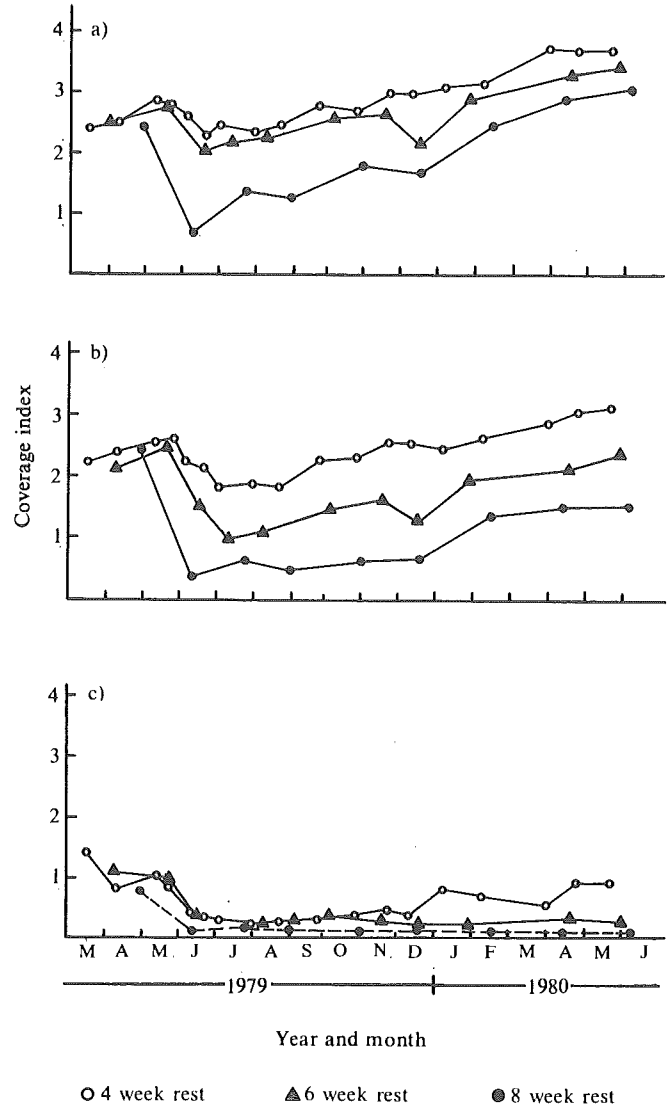 4
a)
3
2
1
4
b)
3
2
1
Coverage index
4
c)
3
2
1
M A M J J A S O N D J F M A M J
1979 1980
Year and month
4 week rest 6 week rest 8 week rest